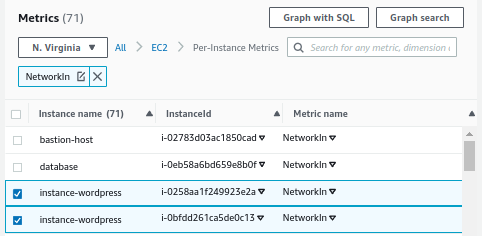 Metrics (71)
Graph with SQL
Graph search
N. Virginia
All
EC2
Per-Instance Metrics
Search for any metric, dimension
NetworkIn
Instance name (71)
InstanceId
Metric name
bastion-host
i-02783d03ac1850cad
NetworkIn
database
i-0eb58a6bd659e8b0f
NetworkIn
instance-wordpress
i-0258aa1f249923e2a
NetworkIn
instance-wordpress
i-0bfdd261ca5de0c13
NetworkIn